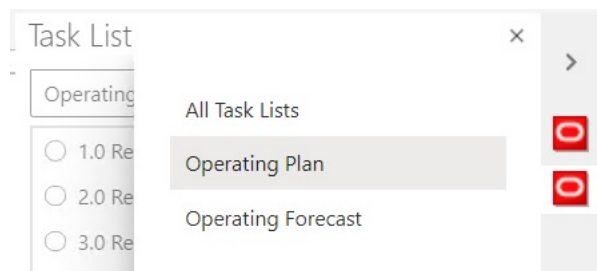 Task List
Operating
All Task Lists
1.0 Re
Operating Plan
2.0 Re
Operating Forecast
3.0 Re